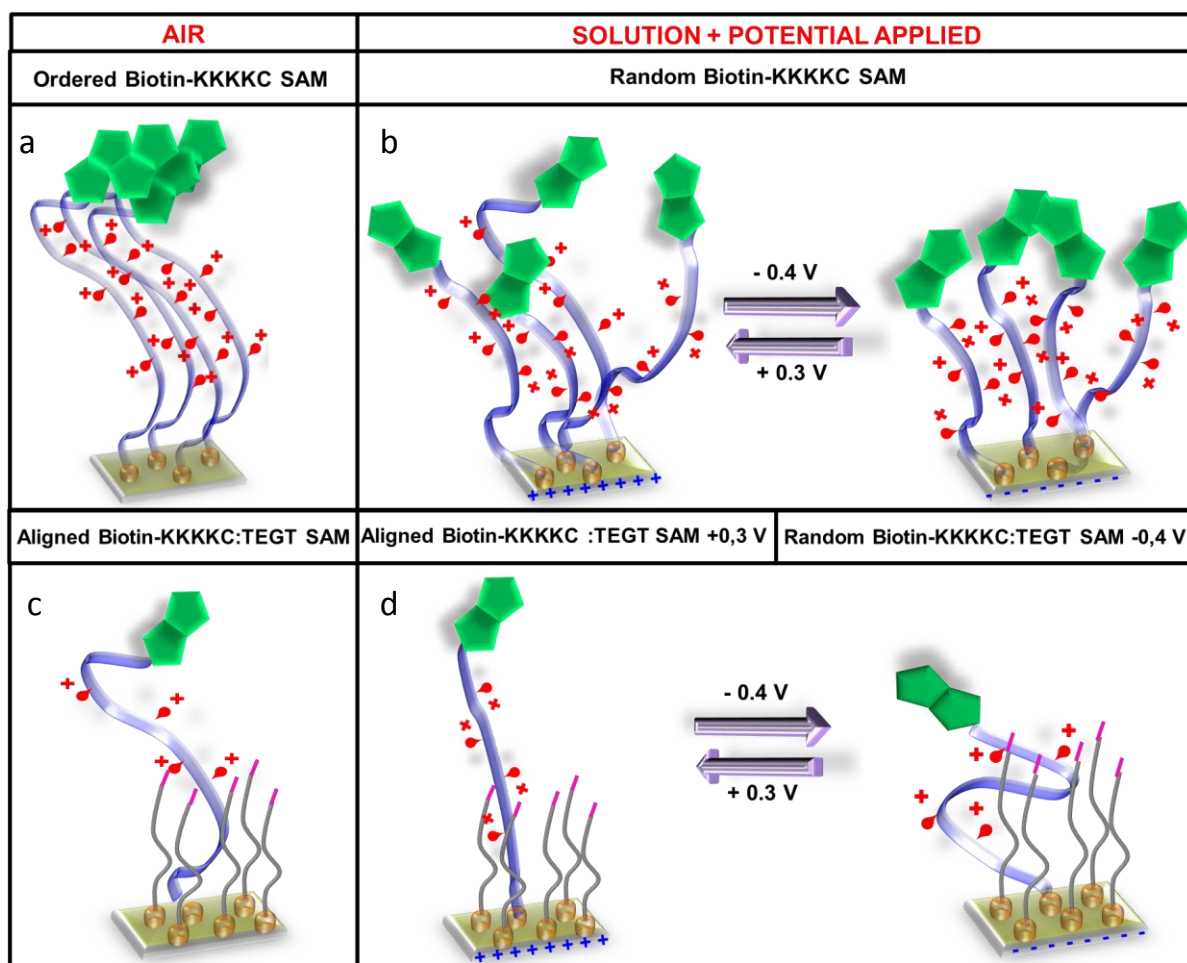 AIR
SOLUTION + POTENTIAL APPLIED
Ordered Biotin-KKKKC SAM
Random Biotin-KKKKC SAM
a
b
- 0.4 V
+ 0.3 V
Aligned Biotin-KKKKC:TEGT SAM
Aligned Biotin-KKKKC :TEGT SAM +0,3 V
Random Biotin-KKKKC:TEGT SAM -0,4 V
c
d
- 0.4 V
+ 0.3 V